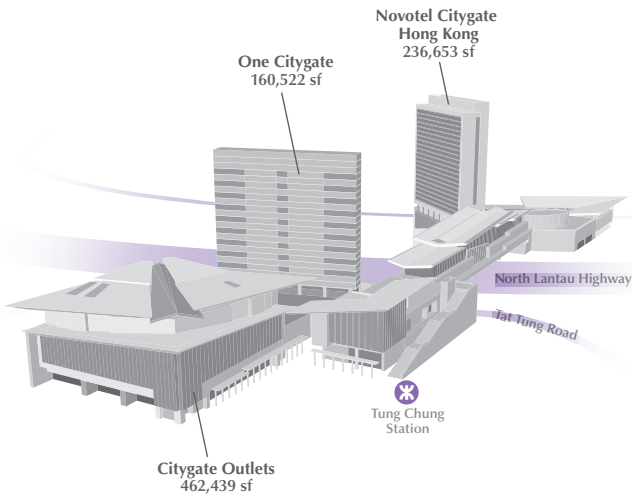 Novotel Citygate
Hong Kong
236,653 sf
One Citygate
160,522 sf
North Lantau Highway
Tat Tung Road
Tung Chung
Station
Citygate Outlets
462,439 sf